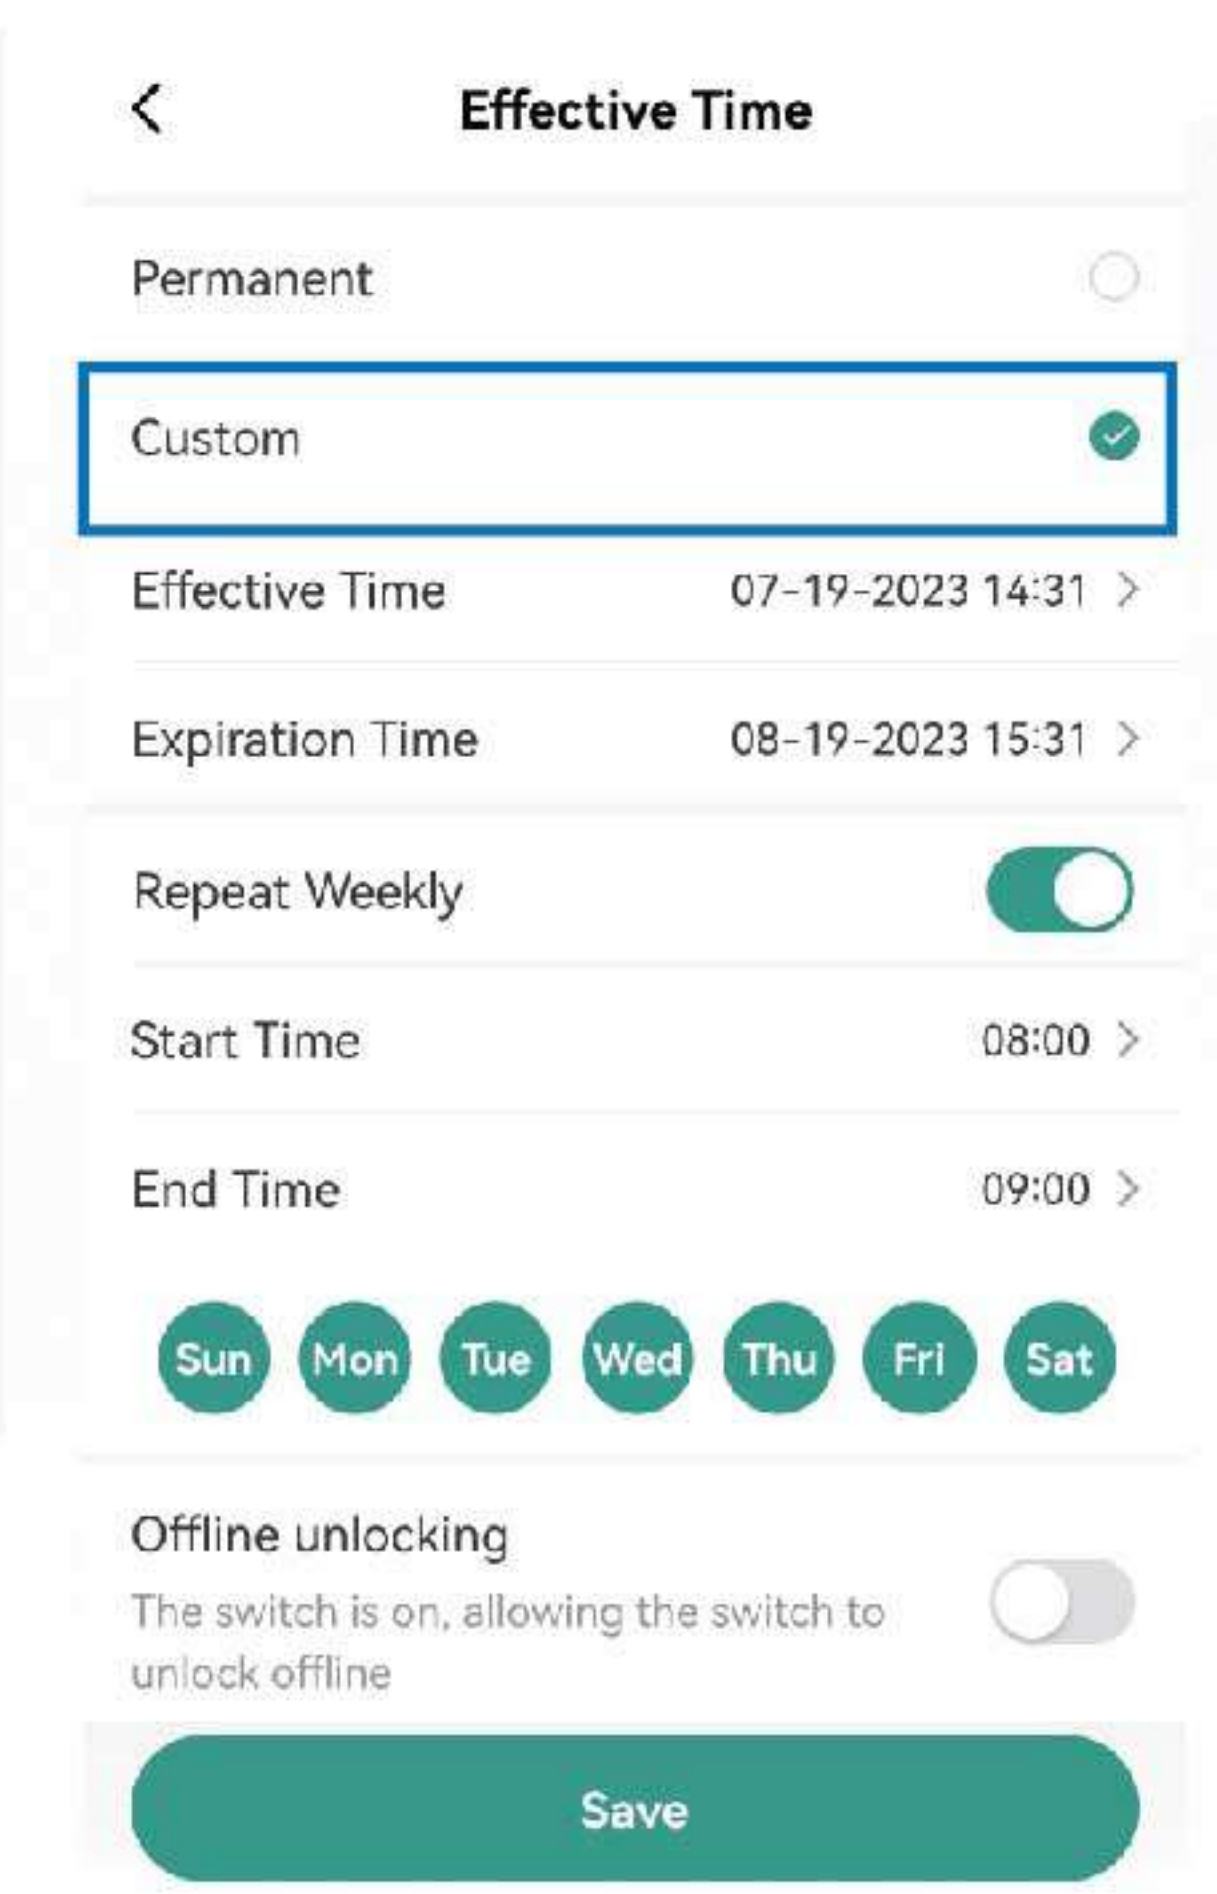 Effective Time
Permanent
Custom
Effective Time 07-19-2023 14:31
Expiration Time 08-19-2023 15:31
Repeat Weekly
Start Time 08:00
End Time 09:00
Sun Mon Tue Wed Thu Fri Sat
Offline unlocking
The switch is on, allowing the switch to
unlock offline
Save